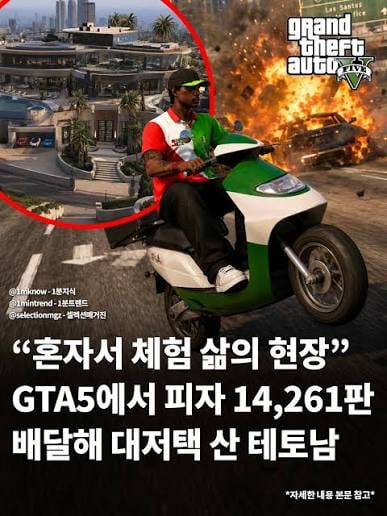 grand
theft
auto
FIVE
@1mknow - 1분지식
@1mintrend - 1분트렌드
@selectionmgz - 셀렉션매거진
“혼자서 체험 삶의 현장”
GTA5에서 피자 14,261판
배달해 대저택 산 테토남
*자세한 내용 본문 참고*